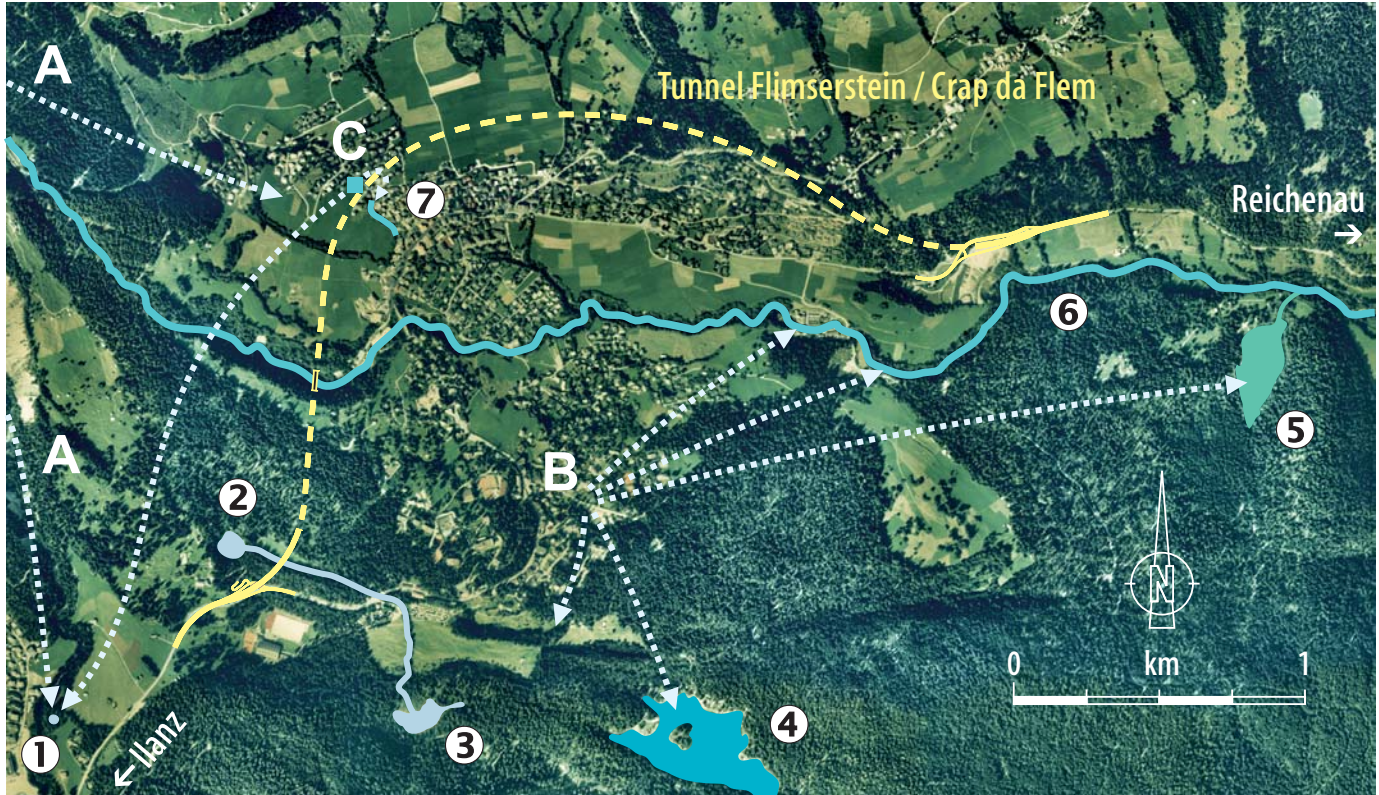 A
Tunnel Flimserstein / Crap da Flem
C
7
Reichenau
→
6
A
B
5
2
N
0 km 1
4
3
1
← Ilanz